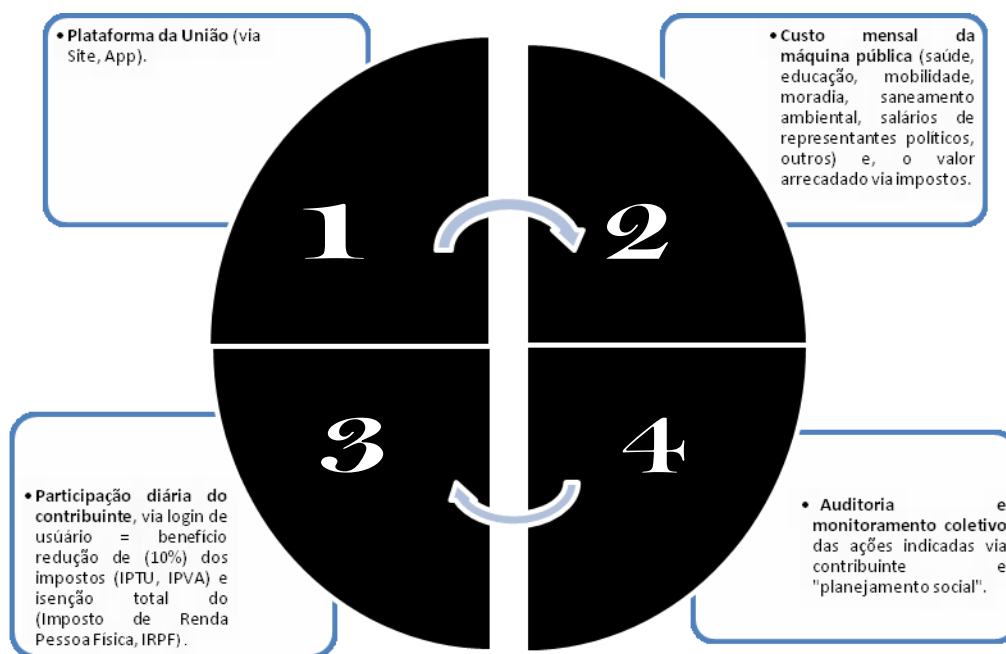 • Plataforma da União (via
Site, App).
• Custo mensal da
máquina pública (saúde,
educação, mobilidade,
moradia, saneamento
ambiental, salários de
representantes políticos,
outros) e, o valor
arrecadado via impostos.
1
2
3
4
• Participação diária do
contribuinte, via login de
usúário = benefício
redução de (10%) dos
impostos (IPTU, IPVA) e
isenção total do
(Imposto de Renda
Pessoa Física, IRPF).
• Auditoria e
monitoramento coletivo
das ações indicadas via
contribuinte e
"planejamento social".